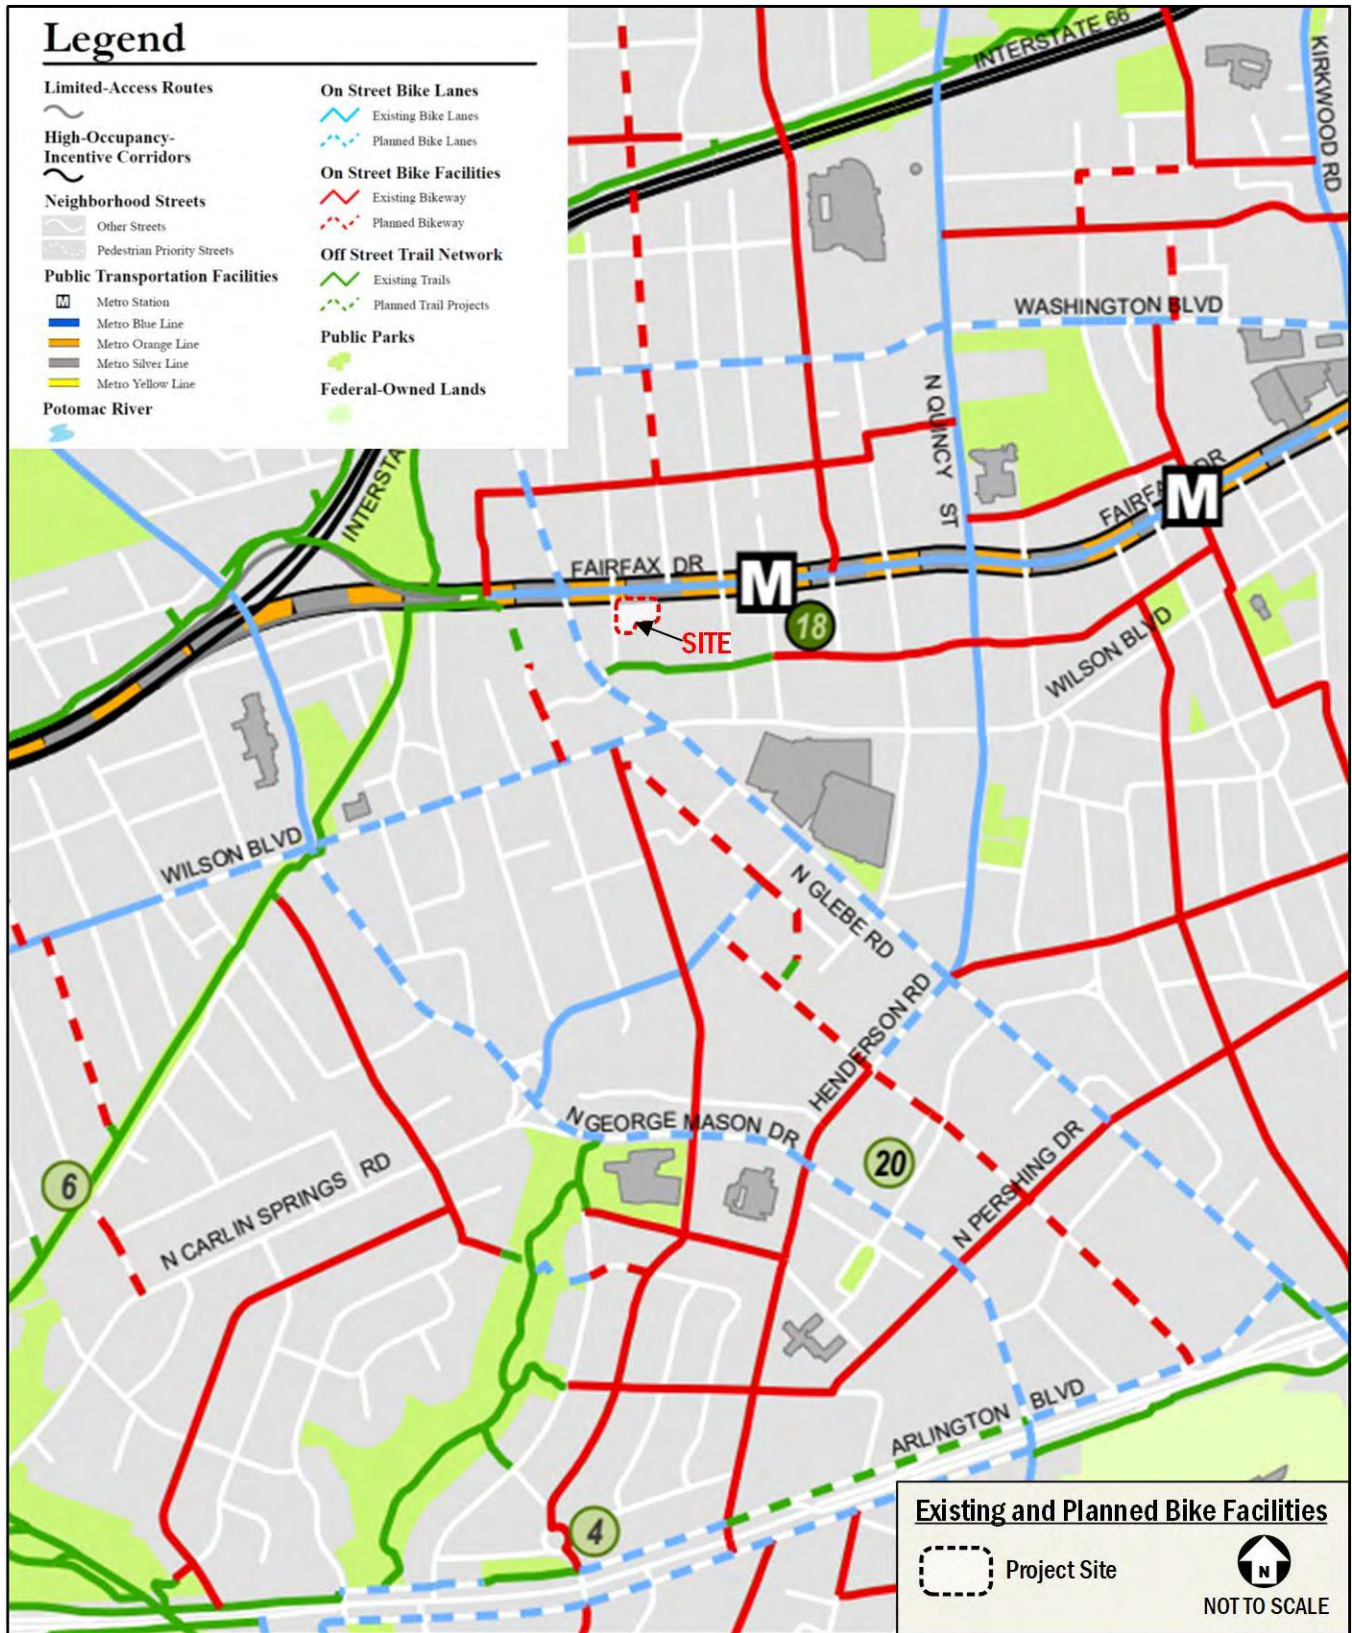 Legend
Limited-Access Routes
High-Occupancy-
Incentive Corridors
Neighborhood Streets
Other Streets
Pedestrian Priority Streets
Public Transportation Facilities
M Metro Station
Metro Blue Line
Metro Orange Line
Metro Silver Line
Metro Yellow Line
Potomac River
On Street Bike Lanes
Existing Bike Lanes
Planned Bike Lanes
On Street Bike Facilities
Existing Bikeway
Planned Bikeway
Off Street Trail Network
Existing Trails
Planned Trail Projects
Public Parks
Federal-Owned Lands
INTERSTATE 66
KIRKWOOD RD
WASHINGTON BLVD
N QUINCY ST
INTERSTA
FAIRFA DR
M
FAIRFAX DR
M
18
SITE
WILSON BLVD
WILSON BLVD
N GLEBE RD
HENDERSON RD
N GEORGE MASON DR
20
6
N CARLIN SPRINGS RD
N PERSHING DR
ARLINGTON BLVD
4
Existing and Planned Bike Facilities
Project Site
N
NOT TO SCALE